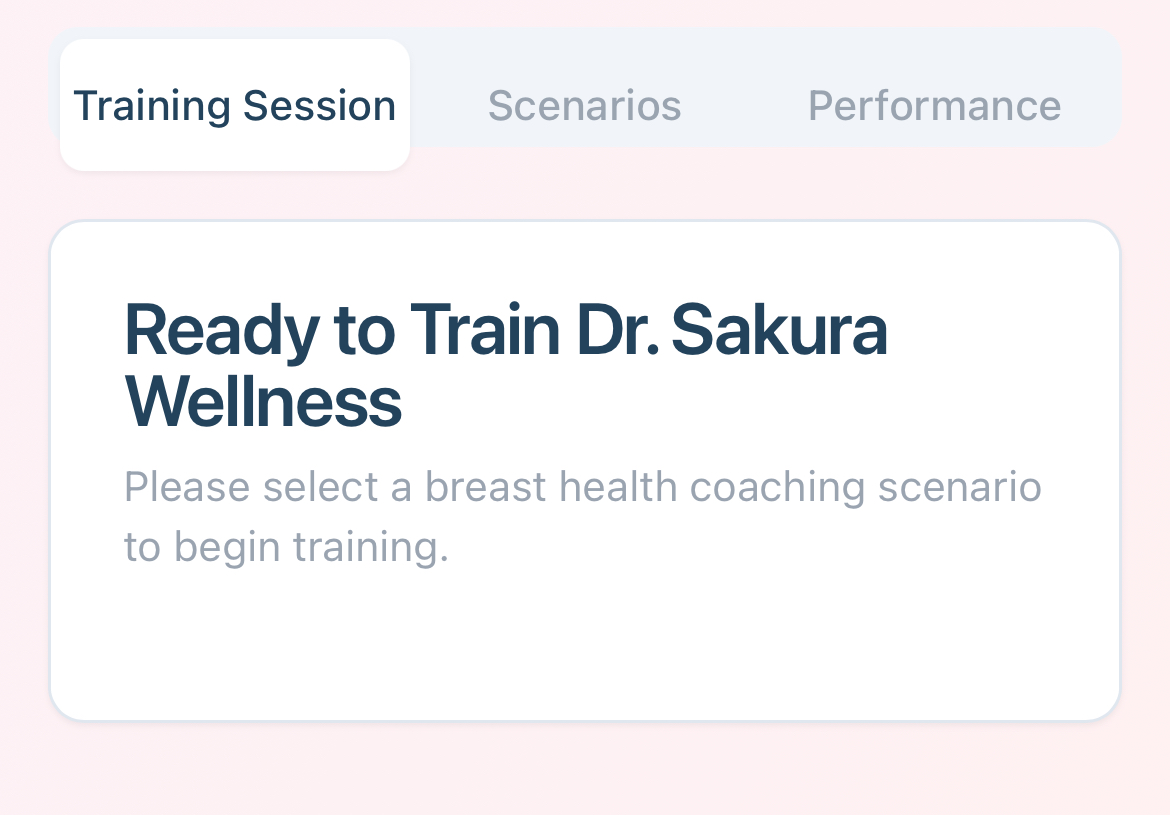 Training Session
Scenarios
Performance
Ready to Train Dr. Sakura
Wellness
Please select a breast health coaching scenario
to begin training.